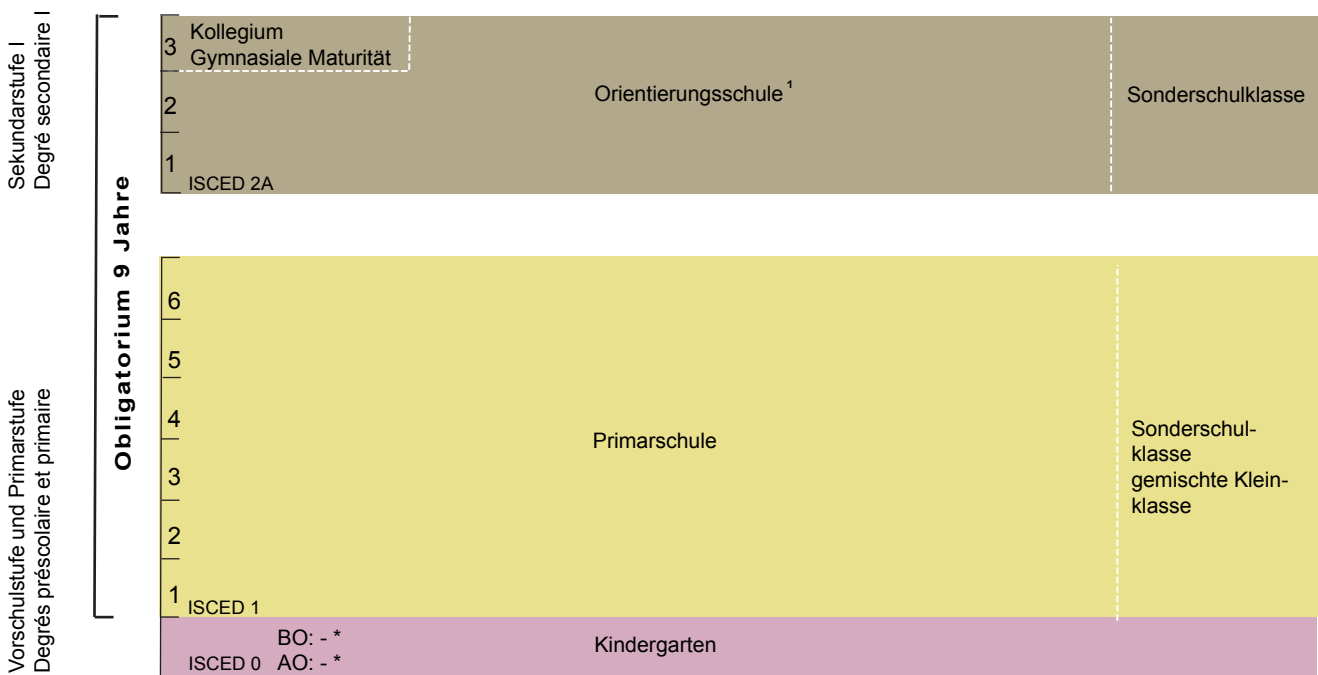 Sekundarstufe I
Degré secondaire I
Vorschulstufe und Primarstufe
Degrés préscolaire et primaire
Obligatorium 9 Jahre
3
2
1
Kollegium
Gymnasiale Maturität
Orientierungsschule ¹
Sonderschulklasse
ISCED 2A
6
5
4
3
2
1
Primarschule
Sonderschul-
klasse
gemischte Klein-
klasse
ISCED 1
BO: - *
Kindergarten
ISCED 0 AO: - *